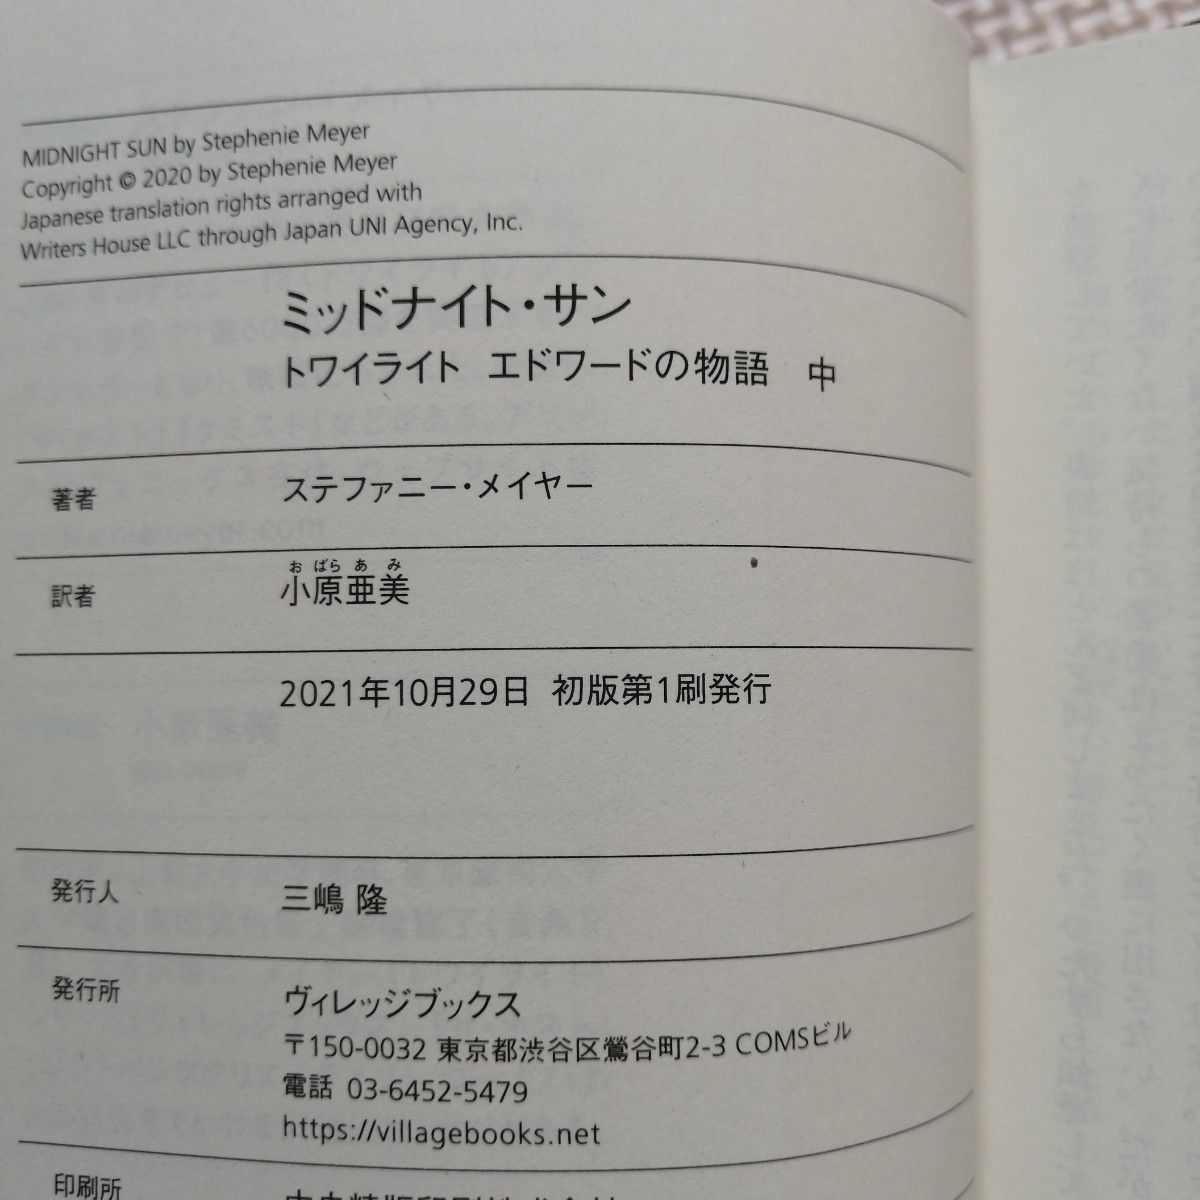 MIDNIGHT SUN by Stephenie Meyer
Copyright © 2020 by Stephenie Meyer
Japanese translation rights arranged with
Writers House LLC through Japan UNI Agency, Inc.
ミッドナイト・サン
トワイライト エドワードの物語 中
著者 ステファニー・メイヤー
おばら あみ
訳者 小原亜美
2021年10月29日 初版第1刷発行
発行人 三嶋 隆
発行所 ヴィレッジブックス
〒150-0032 東京都渋谷区鶯谷町2-3 COMSビル
電話 03-6452-5479
https://villagebooks.net
印刷所